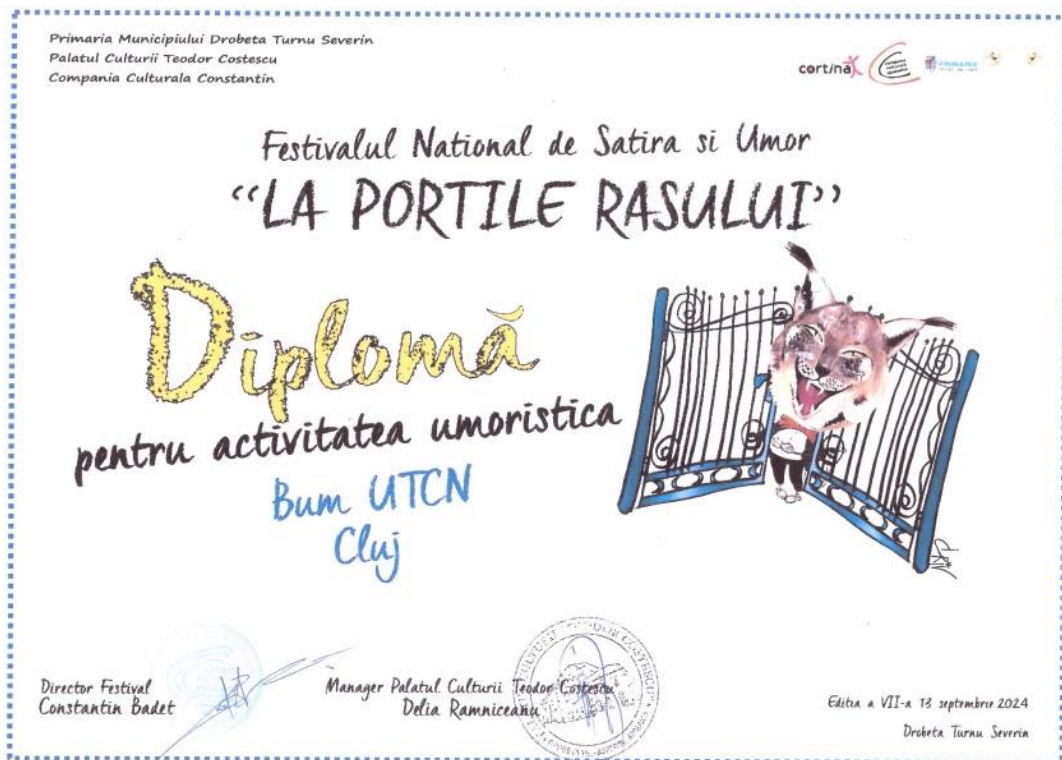 Primaria Municipiului Drobeta Turnu Severin
Palatul Culturii Teodor Costescu
Compania Culturala Constantin
cortina
PRIMARIA
Festivalul National de Satira si Umor
“LA PORTILE RASULUI”
Diplomă
pentru activitatea umoristica
Bum UTCN
Cluj
Director Festival
Constantin Badet
Manager Palatul Culturii Teodor Costescu
Delia Ramniceanu
Editia a VII-a 13 septembrie 2024
Drobeta Turnu Severin